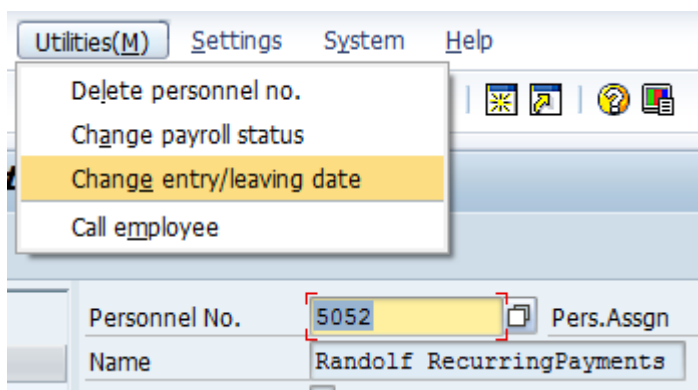 Utilities(M) Settings System Help
Delete personnel no.
Change payroll status
Change entry/leaving date
Call employee
Personnel No. 5052 Pers.Assgn
Name Randolf RecurringPayments